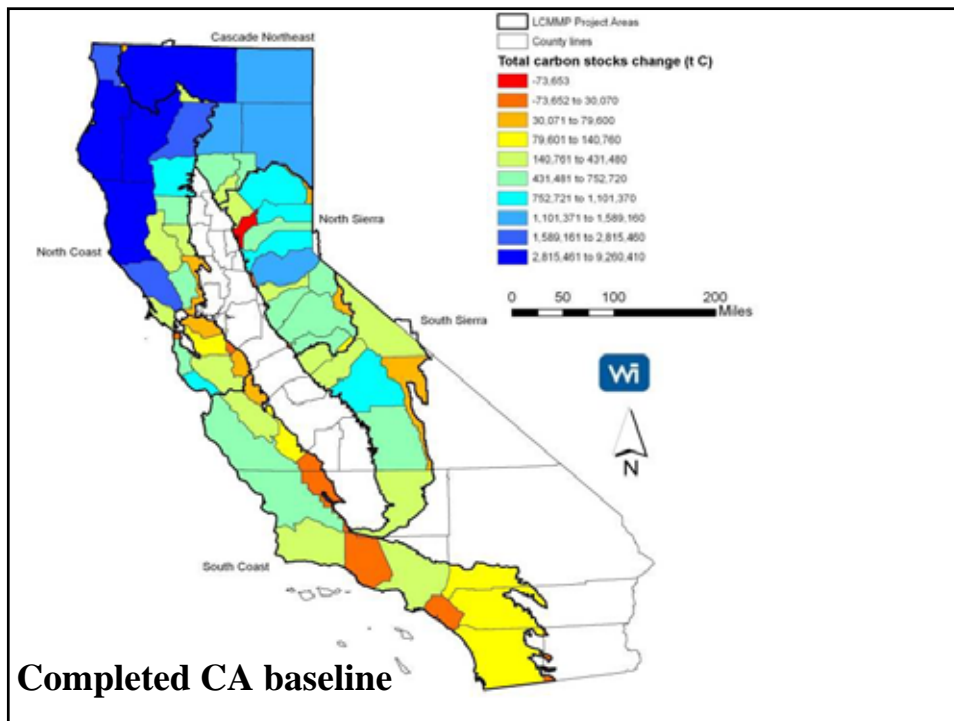 Cascade Northeast
LCMMP Project Areas
County lines
Total carbon stocks change (t C)
-73,653
-73,652 to 30,070
30,071 to 79,600
79,601 to 140,760
140,761 to 431,480
431,481 to 752,720
752,721 to 1,101,370
1,101,371 to 1,589,160
1,589,161 to 2,815,460
2,815,461 to 9,260,410
North Sierra
North Coast
0 50 100 200
Miles
South Sierra
Wi
N
South Coast
Completed CA baseline